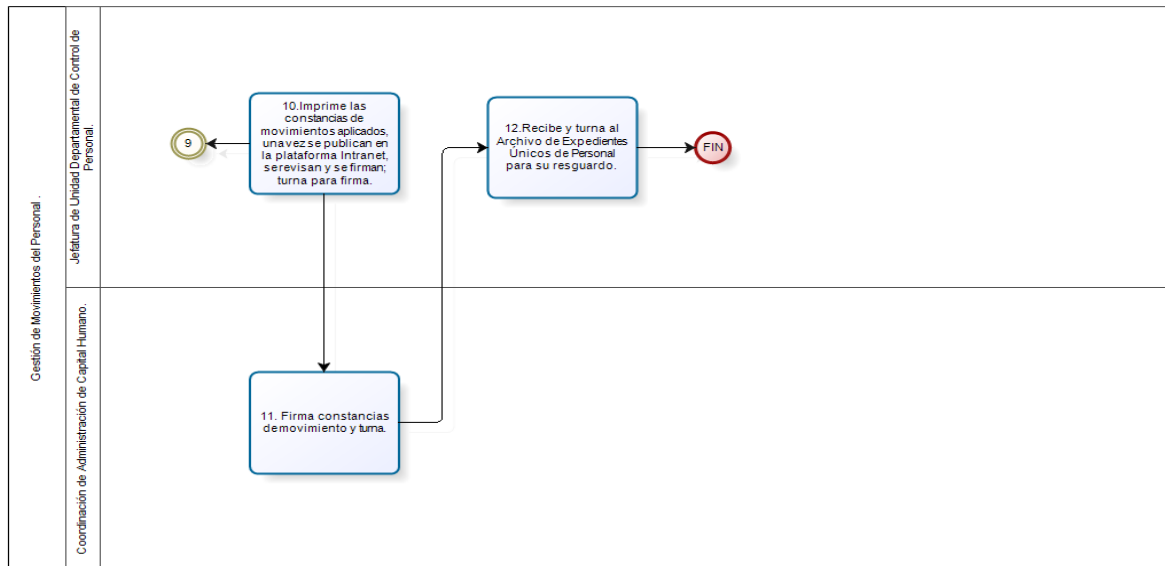 Gestión de Movimientos del Personal .
Jefatura de Unidad Departamental de Control de
Personal.
9
10.Imprime las
constancias de
movimientos aplicados,
una vez se publican en
la plataforma Intranet,
se revisan y se firman;
turna para firma.
12.Recibe y turna al
Archivo de Expedientes
Únicos de Personal
para su resguardo.
FIN
Coordinación de Administración de Capital Humano.
11. Firma constancias
de movimiento y turna.